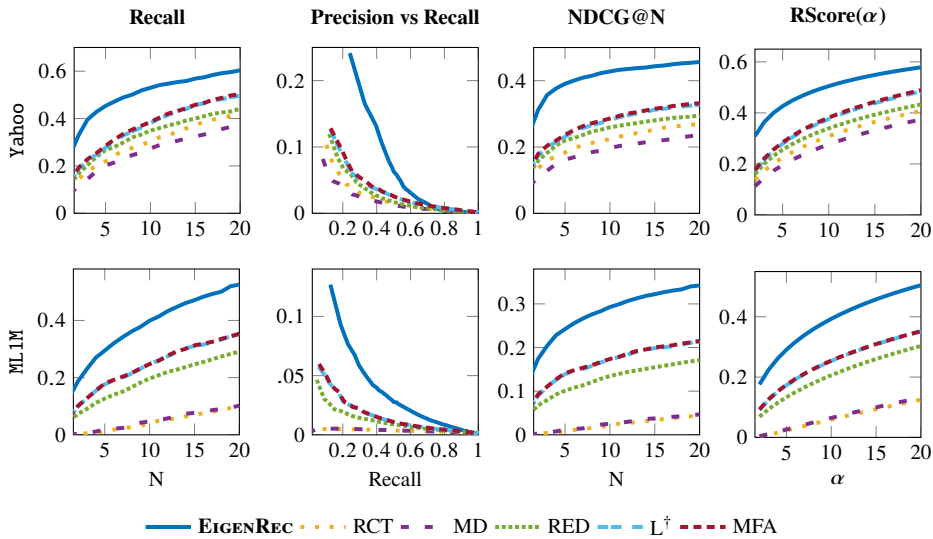 Recall Precision vs Recall NDCG@N RScore(α)
Yahoo
0.6
0.4
0.2
0
5 10 15 20
0.2
0.1
0
0.2 0.4 0.6 0.8 1
0.4
0.2
0
5 10 15 20
0.6
0.4
0.2
0
5 10 15 20
ML1M
0.4
0.2
0
5 10 15 20
N
0.1
.05
0
0.2 0.4 0.6 0.8 1
Recall
0.3
0.2
0.1
0
5 10 15 20
N
0.4
0.2
0
5 10 15 20
α
EIGENREC RCT MD RED L† MFA